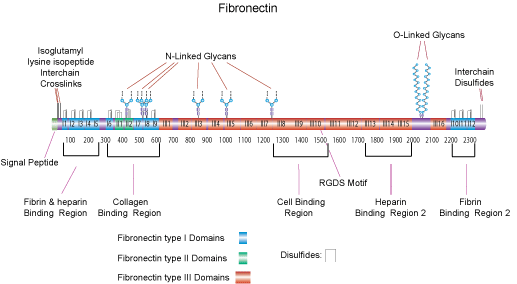 Fibronectin
O-Linked Glycans
Isoglutamyl
lysine isopeptide
Interchain
Crosslinks
N-Linked Glycans
Interchain
Disulfides
Signal Peptide
100 300 400 500 600 700 800 900 1000 1100 1200 1300 1400 1500 1600 1700 1800 1900 2000 2100 2200 2300
RGDS Motif
Fibrin & heparin
Binding Region
Collagen
Binding Region
Cell Binding
Region
Heparin
Binding Region 2
Fibrin
Binding Region 2
Fibronectin type I Domains
Fibronectin type II Domains
Disulfides:
Fibronectin type III Domains